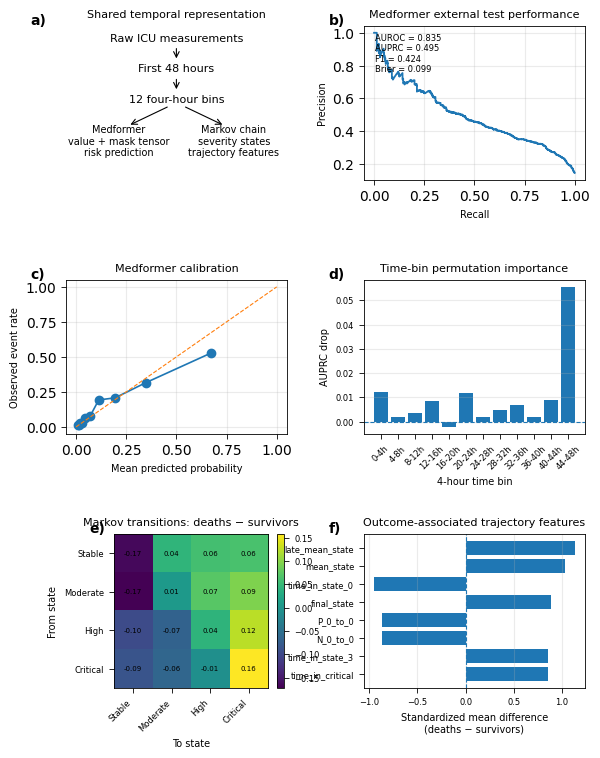 a)
Shared temporal representation
Raw ICU measurements
First 48 hours
12 four-hour bins
Medformer
value + mask tensor
risk prediction
Markov chain
severity states
trajectory features
b)
Medformer external test performance
AUROC = 0.835
AUPRC = 0.495
F1 = 0.424
Brier = 0.099
Precision
1.0
0.8
0.6
0.4
0.2
0.00
0.25
0.50
0.75
1.00
Recall
c)
Medformer calibration
Observed event rate
1.00
0.75
0.50
0.25
0.00
0.00
0.25
0.50
0.75
1.00
Mean predicted probability
d)
Time-bin permutation importance
AUPRC drop
0.05
0.04
0.03
0.02
0.01
0.00
0-4h
4-8h
8-12h
12-16h
16-20h
20-24h
24-28h
28-32h
32-36h
36-40h
40-44h
44-48h
4-hour time bin
e)
Markov transitions: deaths − survivors
From state
Stable
-0.17
0.04
0.06
0.06
Moderate
-0.17
0.01
0.07
0.09
High
-0.10
-0.07
0.04
0.12
Critical
-0.09
-0.06
-0.01
0.16
Stable
Moderate
High
Critical
To state
0.15
0.10
0.05
0.00
−0.05
−0.10
−0.15
f)
Outcome-associated trajectory features
late_mean_state
mean_state
time_in_state_0
final_state
P_0_to_0
N_0_to_0
time_in_state_3
time_in_critical
−1.0
−0.5
0.0
0.5
1.0
Standardized mean difference
(deaths − survivors)